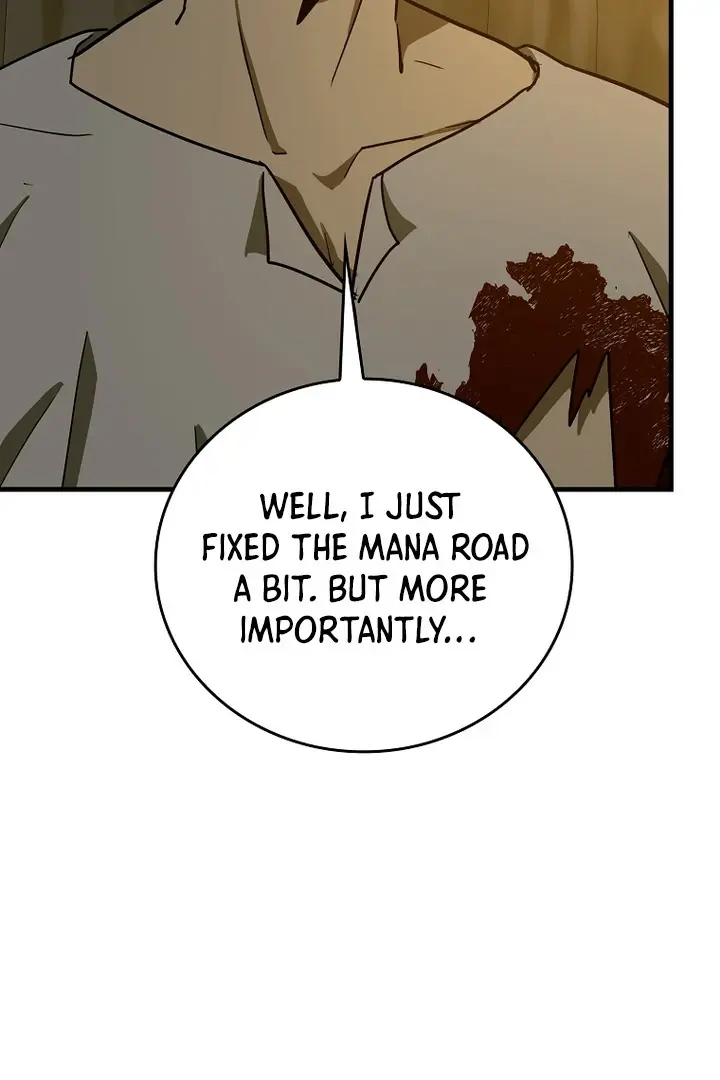 WELL, I JUST
FIXED THE MANA ROAD
A BIT. BUT MORE
IMPORTANTLY...